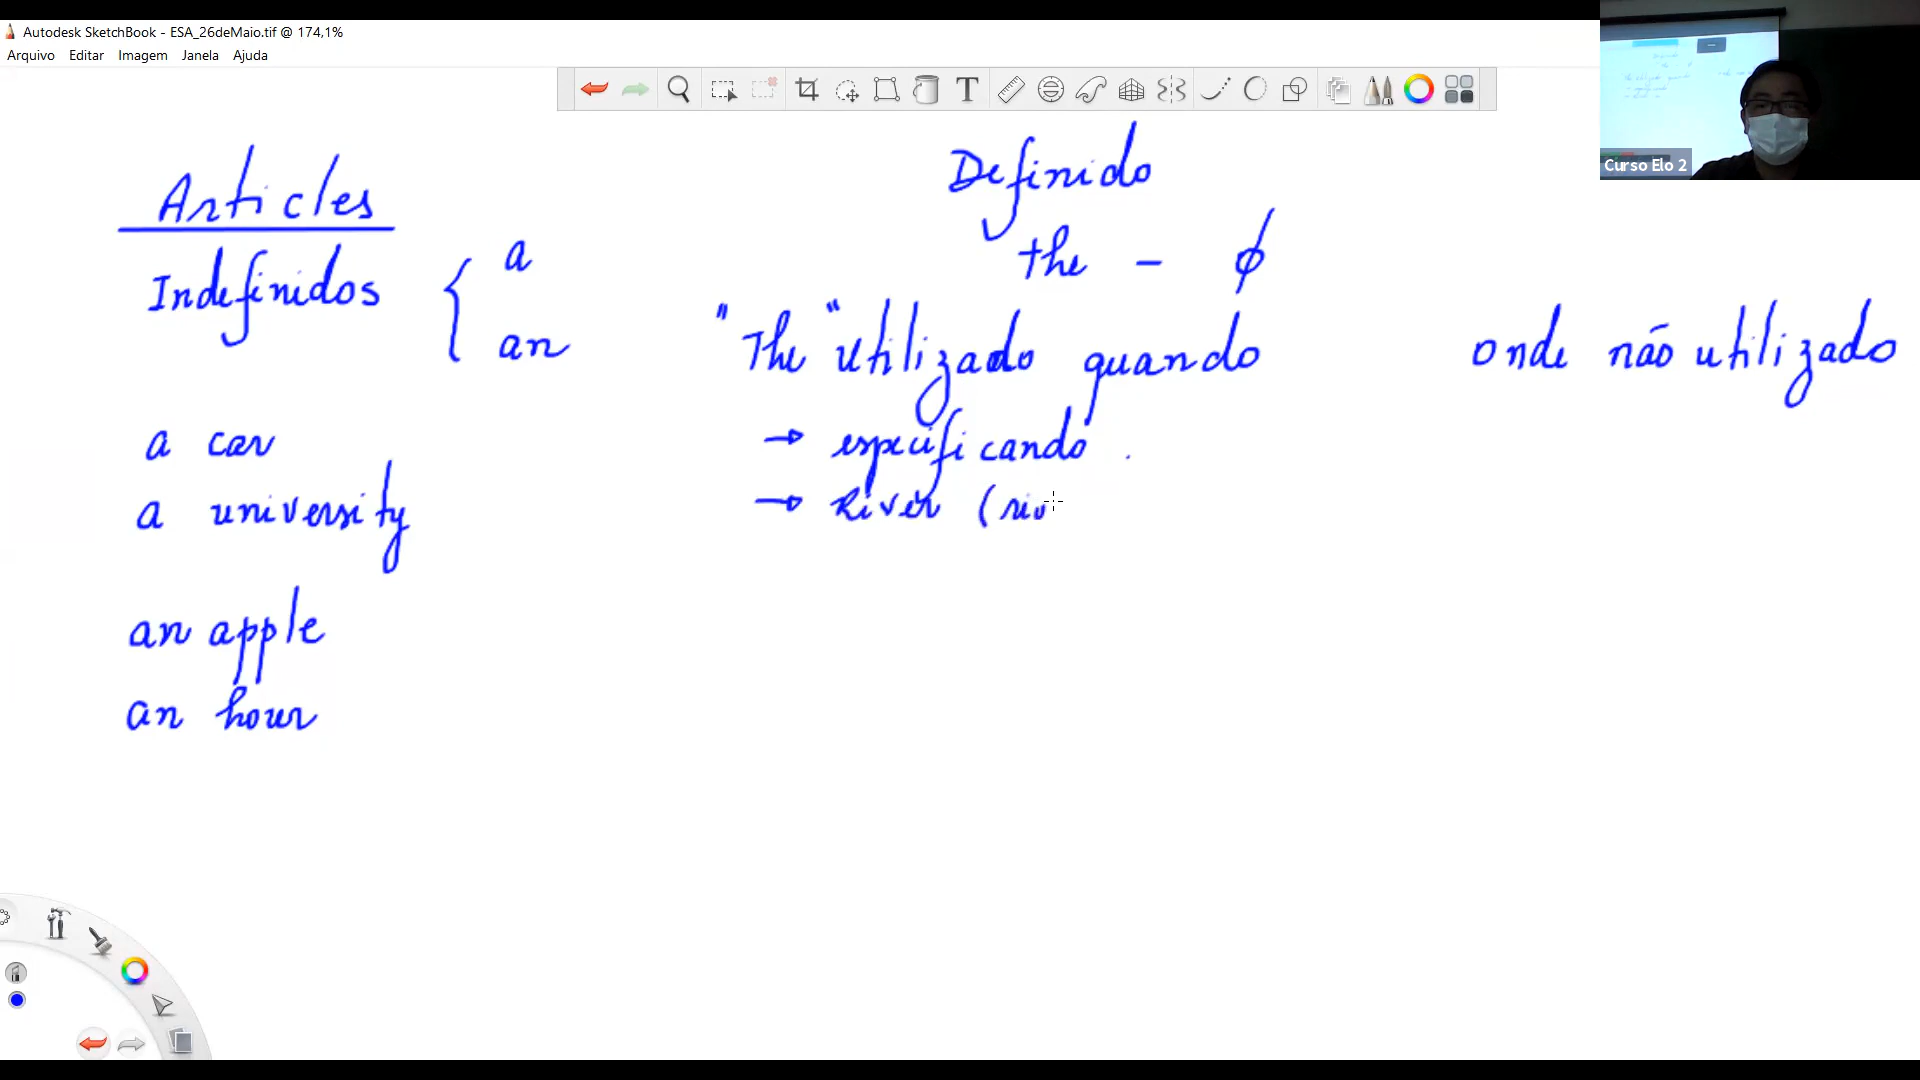 Autodesk SketchBook - ESA_26deMaio.tif @ 174,1%
Arquivo Editar Imagem Janela Ajuda
Curso Elo 2
Articles
Indefinidos { a
an
a car
a university
an apple
an hour
Definido
the - ϕ
"The" utilizado quando
→ especificando .
→ River (rio
onde não utilizado